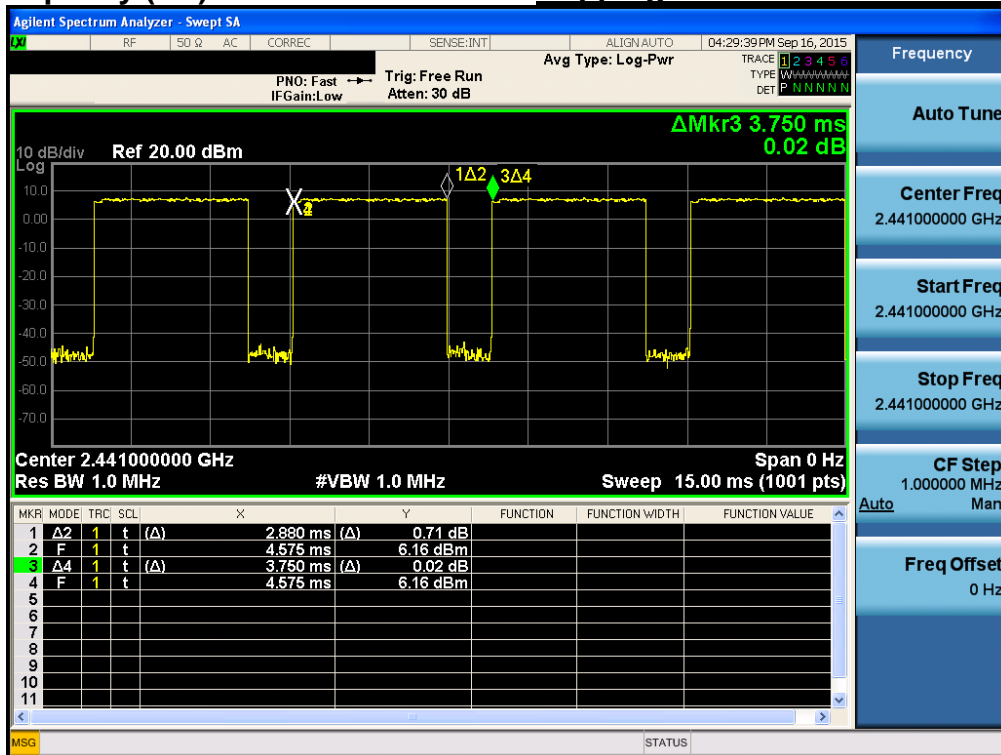 Agilent Spectrum Analyzer - Swept SA
LXI RF 50 Ω AC CORREC SENSE:INT ALIGN AUTO 04:29:39 PM Sep 16, 2015
Avg Type: Log-Pwr
TRACE 1 2 3 4 5 6
TYPE W
DET P N N N N N
PNO: Fast
IFGain:Low
Trig: Free Run
Atten: 30 dB
ΔMkr3 3.750 ms
0.02 dB
10 dB/div Ref 20.00 dBm
Log
1Δ2 3Δ4
10.0
0.00
-10.0
-20.0
-30.0
-40.0
-50.0
-60.0
-70.0
Center 2.441000000 GHz Span 0 Hz
Res BW 1.0 MHz #VBW 1.0 MHz Sweep 15.00 ms (1001 pts)
MKR MODE TRC SCL X Y FUNCTION FUNCTION WIDTH FUNCTION VALUE
1 Δ2 1 t (Δ) 2.880 ms (Δ) 0.71 dB
2 F 1 t 4.575 ms 6.16 dBm
3 Δ4 1 t (Δ) 3.750 ms (Δ) 0.02 dB
4 F 1 t 4.575 ms 6.16 dBm
5
6
7
8
9
10
11
MSG STATUS
Frequency
Auto Tune
Center Freq
2.441000000 GHz
Start Freq
2.441000000 GHz
Stop Freq
2.441000000 GHz
CF Step
1.000000 MHz
Auto Man
Freq Offset
0 Hz